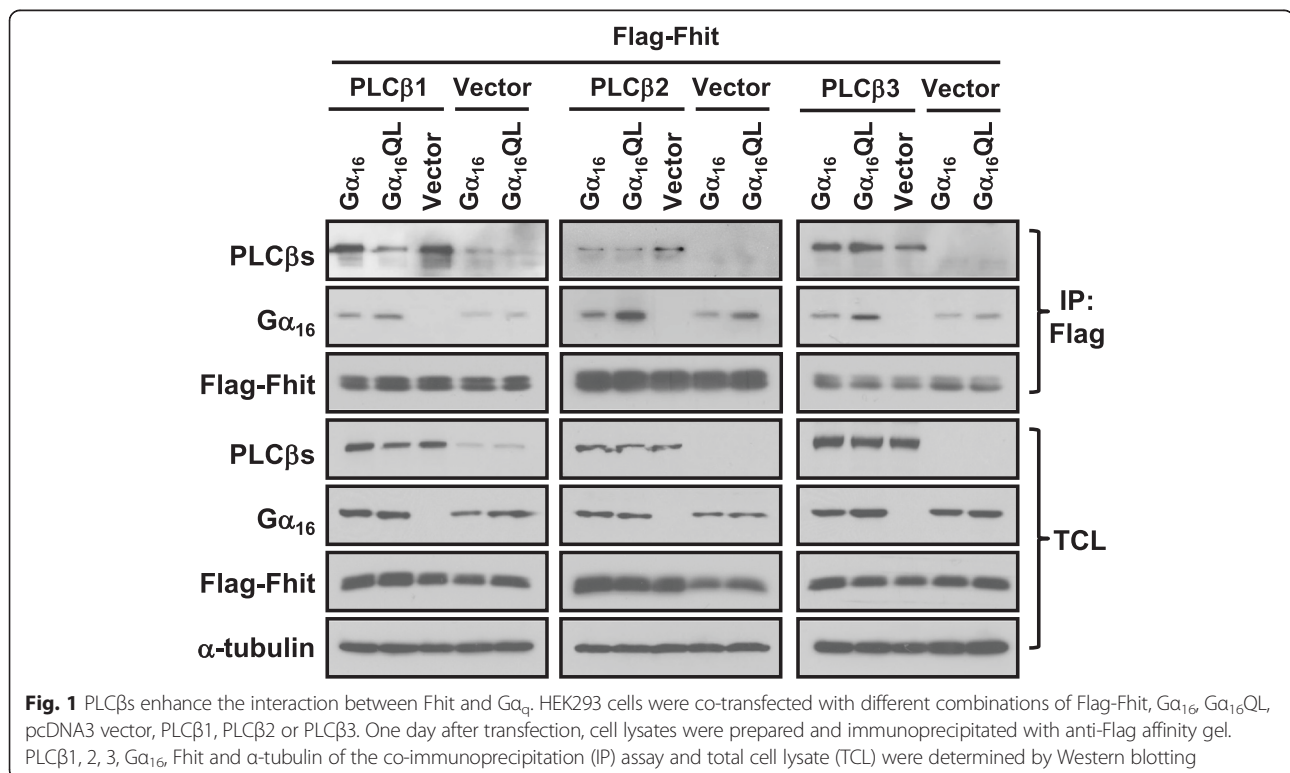 Flag-Fhit
PLCβ1 Vector PLCβ2 Vector PLCβ3 Vector
Gα16 Gα16QL Vector Gα16 Gα16QL Gα16 Gα16QL Vector Gα16 Gα16QL Gα16 Gα16QL Vector Gα16 Gα16QL
PLCβs
Gα16
Flag-Fhit
IP:
Flag
PLCβs
Gα16
Flag-Fhit
α-tubulin
TCL
Fig. 1 PLCβs enhance the interaction between Fhit and Gαq. HEK293 cells were co-transfected with different combinations of Flag-Fhit, Gα16, Gα16QL,
pcDNA3 vector, PLCβ1, PLCβ2 or PLCβ3. One day after transfection, cell lysates were prepared and immunoprecipitated with anti-Flag affinity gel.
PLCβ1, 2, 3, Gα16, Fhit and α-tubulin of the co-immunoprecipitation (IP) assay and total cell lysate (TCL) were determined by Western blotting